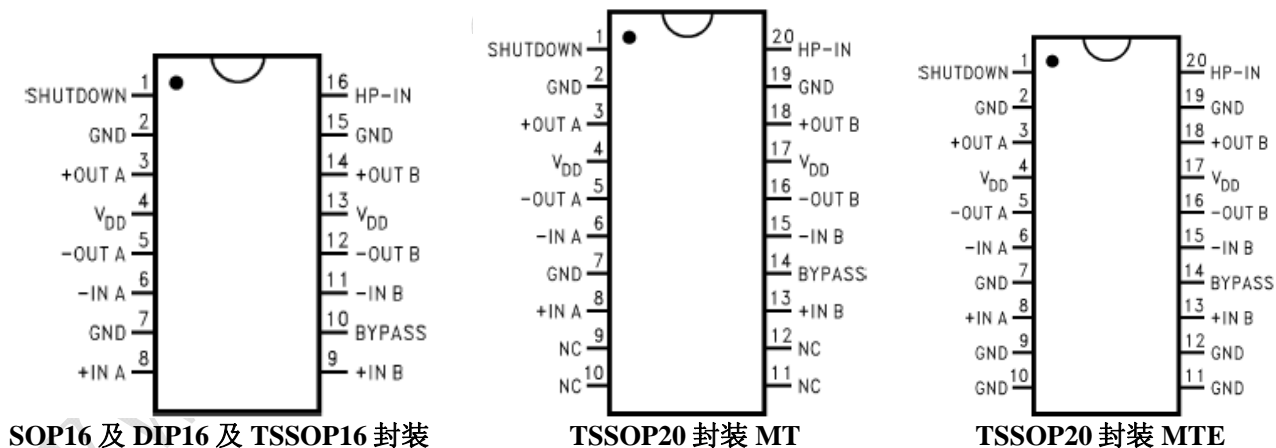 SHUTDOWN 1 16 HP-IN
GND 2 15 GND
+OUT A 3 14 +OUT B
VDD 4 13 VDD
-OUT A 5 12 -OUT B
-IN A 6 11 -IN B
GND 7 10 BYPASS
+IN A 8 9 +IN B
SOP16 及 DIP16 及 TSSOP16 封装
SHUTDOWN 1 20 HP-IN
GND 2 19 GND
+OUT A 3 18 +OUT B
VDD 4 17 VDD
-OUT A 5 16 -OUT B
-IN A 6 15 -IN B
GND 7 14 BYPASS
+IN A 8 13 +IN B
NC 9 12 NC
NC 10 11 NC
TSSOP20 封装 MT
SHUTDOWN 1 20 HP-IN
GND 2 19 GND
+OUT A 3 18 +OUT B
VDD 4 17 VDD
-OUT A 5 16 -OUT B
-IN A 6 15 -IN B
GND 7 14 BYPASS
+IN A 8 13 +IN B
GND 9 12 GND
GND 10 11 GND
TSSOP20 封装 MTE